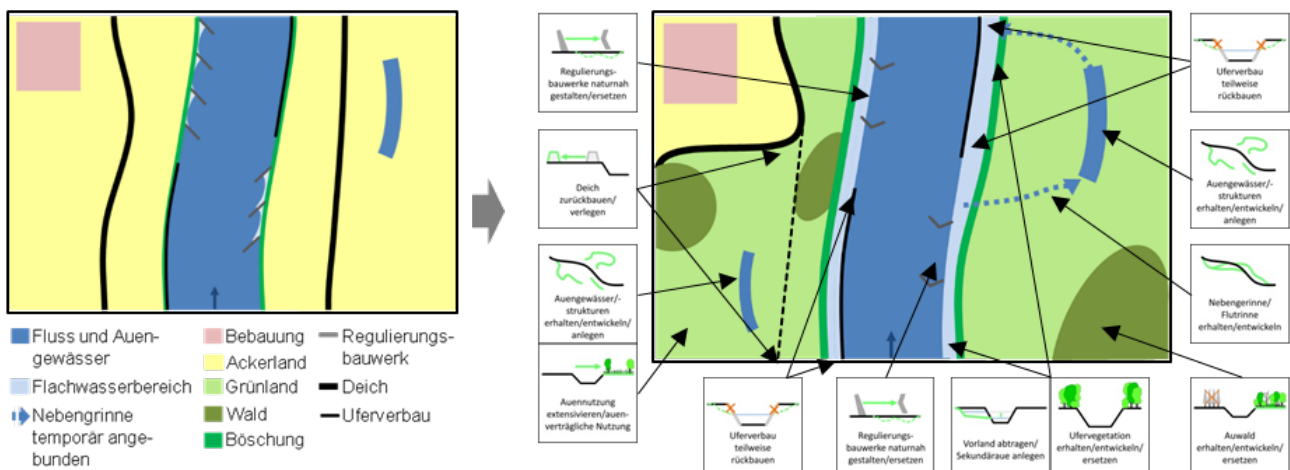 Fluss und Auen-
gewässer
Flachwasserbereich
Nebengrinne
temporär ange-
bunden
Bebauung
Ackerland
Grünland
Wald
Böschung
Regulierungs-
bauwerk
Deich
Uferverbau
Regulierungs-
bauwerke naturnah
gestalten/ersetzen
Deich
zurückbauen/
verlegen
Auengewässer/-
strukturen
erhalten/entwickeln/
anlegen
Auennutzung
extensivieren/auen-
verträgliche Nutzung
Uferverbau
teilweise
rückbauen
Regulierungs-
bauwerke naturnah
gestalten/ersetzen
Vorland abtragen/
Sekundäraue anlegen
Ufervegetation
erhalten/entwickeln/
ersetzen
Uferverbau
teilweise
rückbauen
Auengewässer/-
strukturen
erhalten/entwickeln/
anlegen
Nebengerinne/
Flutrinne
erhalten/entwickeln
Auwald
erhalten/entwickeln/
ersetzen